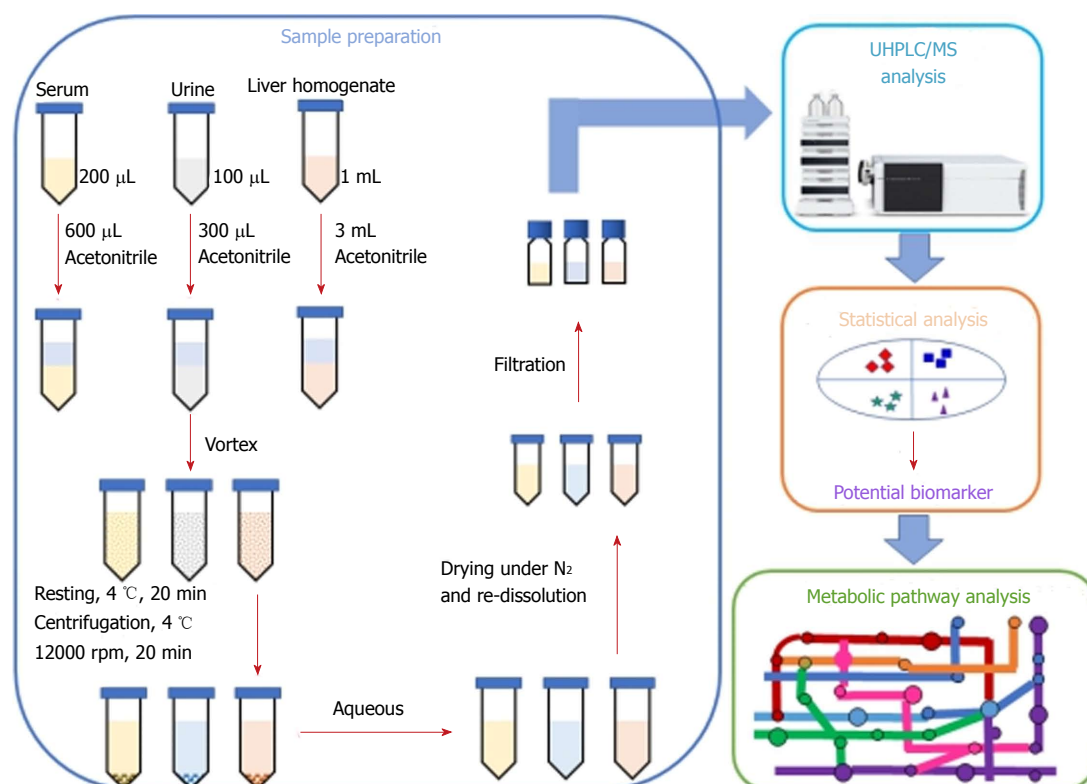 Sample preparation
Serum
Urine
Liver homogenate
200 μL
100 μL
1 mL
600 μL
Acetonitrile
300 μL
Acetonitrile
3 mL
Acetonitrile
Vortex
Resting, 4 ℃, 20 min
Centrifugation, 4 ℃
12000 rpm, 20 min
Aqueous
Drying under N₂
and re-dissolution
Filtration
UHPLC/MS
analysis
Statistical analysis
Potential biomarker
Metabolic pathway analysis